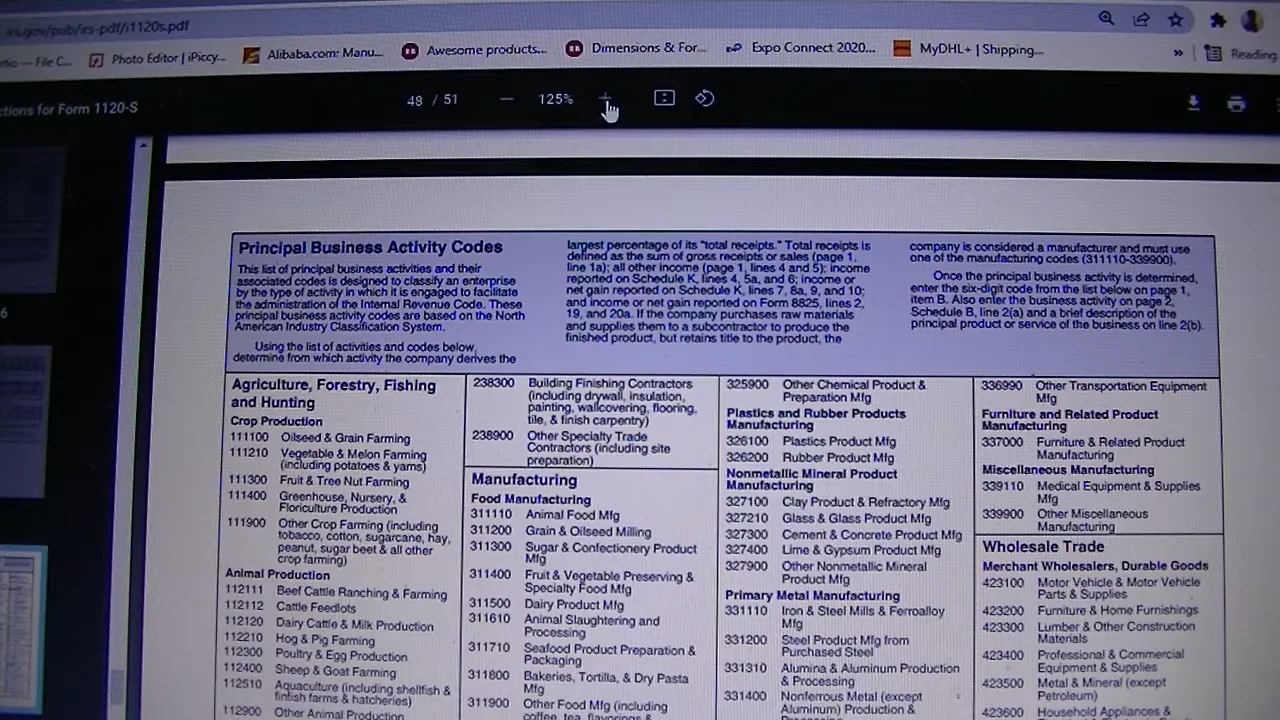 irs.gov/pub/irs-pdf/i1120s.pdf
File C...
Photo Editor | iPiccy...
Alibaba.com: Manu...
Awesome products...
Dimensions & For...
Expo Connect 2020...
MyDHL+ | Shipping...
»
Reading
ctions for Form 1120-S
48 / 51
125%
6
Principal Business Activity Codes
This list of principal business activities and their
associated codes is designed to classify an enterprise
by the type of activity in which it is engaged to facilitate
the administration of the Internal Revenue Code. These
principal business activity codes are based on the North
American Industry Classification System.
Using the list of activities and codes below,
determine from which activity the company derives the
largest percentage of its "total receipts." Total receipts is
defined as the sum of gross receipts or sales (page 1,
line 1a); all other income (page 1, lines 4 and 5); income
reported on Schedule K, lines 4, 5a, and 6; income or
net gain reported on Schedule K, lines 7, 8a, 9, and 10;
and income or net gain reported on Form 8825, lines 2,
19, and 20a. If the company purchases raw materials
and supplies them to a subcontractor to produce the
finished product, but retains title to the product, the
company is considered a manufacturer and must use
one of the manufacturing codes (311110-339900).
Once the principal business activity is determined,
enter the six-digit code from the list below on page 1,
item B. Also enter the business activity on page 2,
Schedule B, line 2(a) and a brief description of the
principal product or service of the business on line 2(b).
Agriculture, Forestry, Fishing
and Hunting
Crop Production
111100 Oilseed & Grain Farming
111210 Vegetable & Melon Farming
(including potatoes & yams)
111300 Fruit & Tree Nut Farming
111400 Greenhouse, Nursery, &
Floriculture Production
111900 Other Crop Farming (including
tobacco, cotton, sugarcane, hay,
peanut, sugar beet & all other
crop farming)
Animal Production
112111 Beef Cattle Ranching & Farming
112112 Cattle Feedlots
112120 Dairy Cattle & Milk Production
112210 Hog & Pig Farming
112300 Poultry & Egg Production
112400 Sheep & Goat Farming
112510 Aquaculture (including shellfish &
finfish farms & hatcheries)
112900 Other Animal Production
238300 Building Finishing Contractors
(including drywall, insulation,
painting, wallcovering, flooring,
tile, & finish carpentry)
238900 Other Specialty Trade
Contractors (including site
preparation)
Manufacturing
Food Manufacturing
311110 Animal Food Mfg
311200 Grain & Oilseed Milling
311300 Sugar & Confectionery Product
Mfg
311400 Fruit & Vegetable Preserving &
Specialty Food Mfg
311500 Dairy Product Mfg
311610 Animal Slaughtering and
Processing
311710 Seafood Product Preparation &
Packaging
311800 Bakeries, Tortilla, & Dry Pasta
Mfg
311900 Other Food Mfg (including
coffee, tea, flavorings &
325900 Other Chemical Product &
Preparation Mfg
Plastics and Rubber Products
Manufacturing
326100 Plastics Product Mfg
326200 Rubber Product Mfg
Nonmetallic Mineral Product
Manufacturing
327100 Clay Product & Refractory Mfg
327210 Glass & Glass Product Mfg
327300 Cement & Concrete Product Mfg
327400 Lime & Gypsum Product Mfg
327900 Other Nonmetallic Mineral
Product Mfg
Primary Metal Manufacturing
331110 Iron & Steel Mills & Ferroalloy
Mfg
331200 Steel Product Mfg from
Purchased Steel
331310 Alumina & Aluminum Production
& Processing
331400 Nonferrous Metal (except
Aluminum) Production &
Processing
336990 Other Transportation Equipment
Mfg
Furniture and Related Product
Manufacturing
337000 Furniture & Related Product
Manufacturing
Miscellaneous Manufacturing
339110 Medical Equipment & Supplies
Mfg
339900 Other Miscellaneous
Manufacturing
Wholesale Trade
Merchant Wholesalers, Durable Goods
423100 Motor Vehicle & Motor Vehicle
Parts & Supplies
423200 Furniture & Home Furnishings
423300 Lumber & Other Construction
Materials
423400 Professional & Commercial
Equipment & Supplies
423500 Metal & Mineral (except
Petroleum)
423600 Household Appliances &